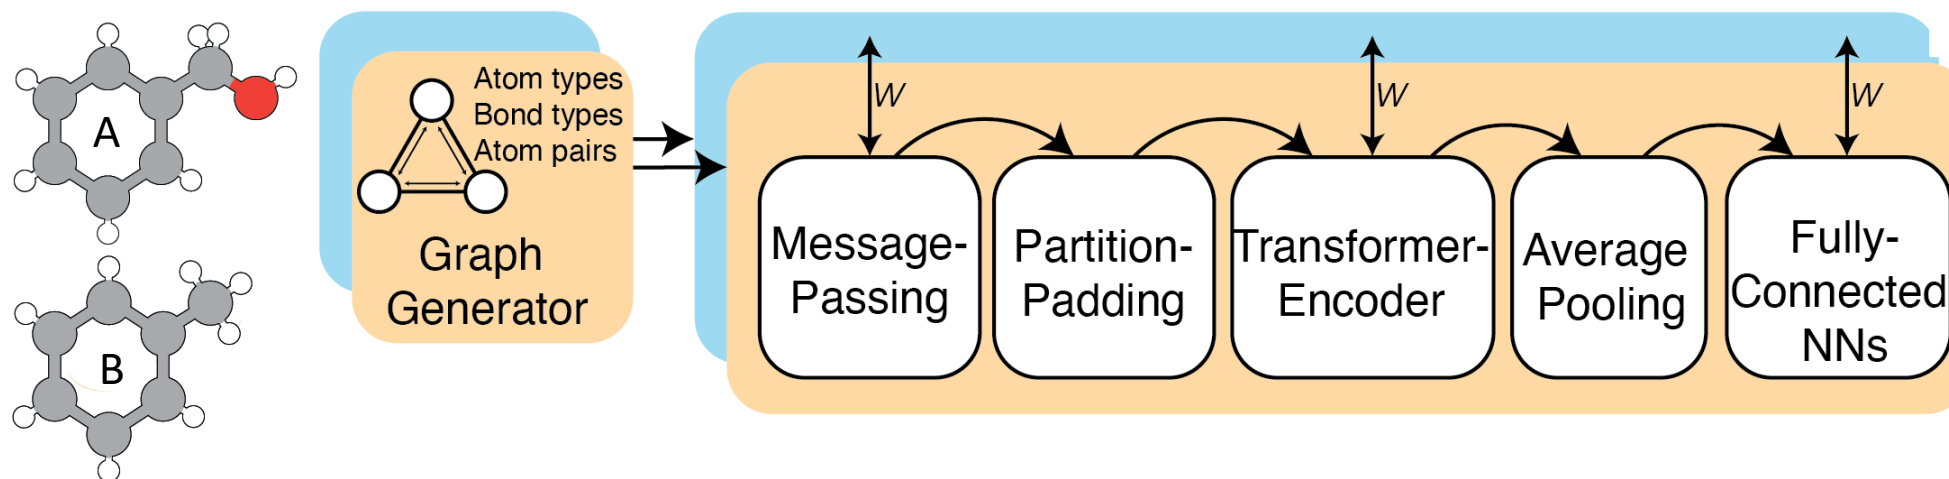 A
B
Atom types
Bond types
Atom pairs
Graph
Generator
W
W
W
Message-
Passing
Partition-
Padding
Transformer-
Encoder
Average
Pooling
Fully-
Connected
NNs